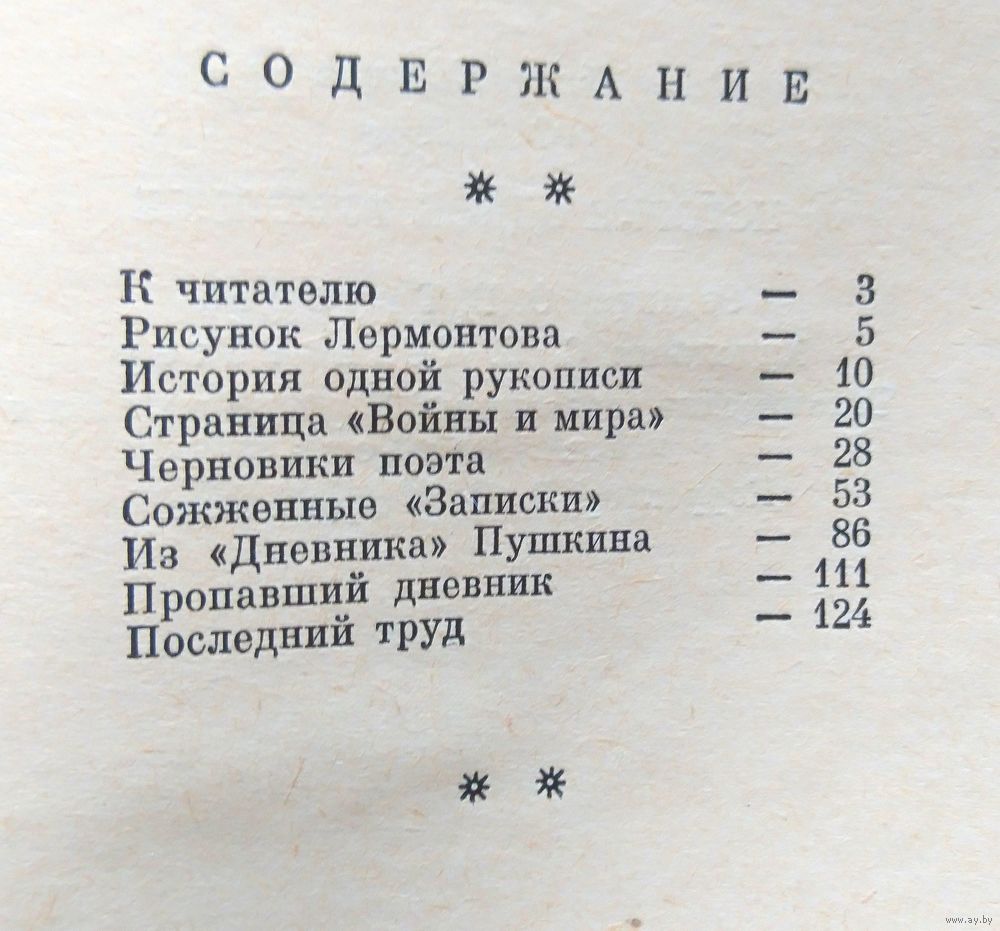 СОДЕРЖАНИЕ
К читателю — 3
Рисунок Лермонтова — 5
История одной рукописи — 10
Страница «Войны и мира» — 20
Черновики поэта — 28
Сожженные «Записки» — 53
Из «Дневника» Пушкина — 86
Пропавший дневник — 111
Последний труд — 124
www.ay.by